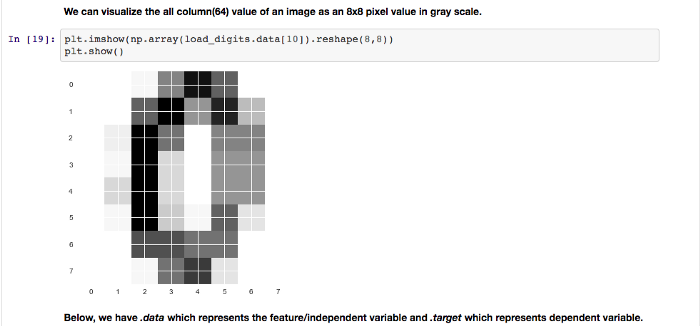 We can visualize the all column(64) value of an image as an 8x8 pixel value in gray scale.
In [19]: plt.imshow(np.array(load_digits.data[10]).reshape(8,8))
plt.show()
0
1
2
3
4
5
6
7
0 1 2 3 4 5 6 7
Below, we have .data which represents the feature/independent variable and .target which represents dependent variable.